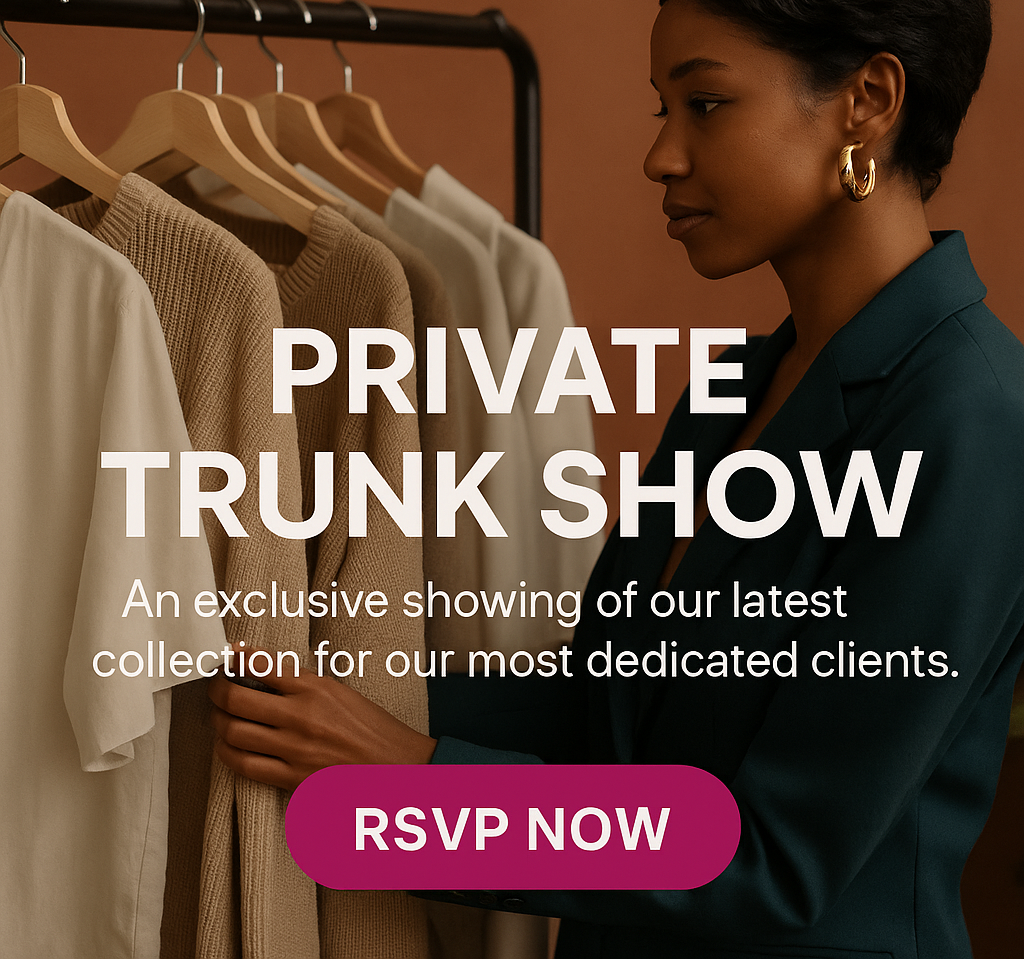 PRIVATE
TRUNK SHOW
An exclusive showing of our latest
collection for our most dedicated clients.
RSVP NOW